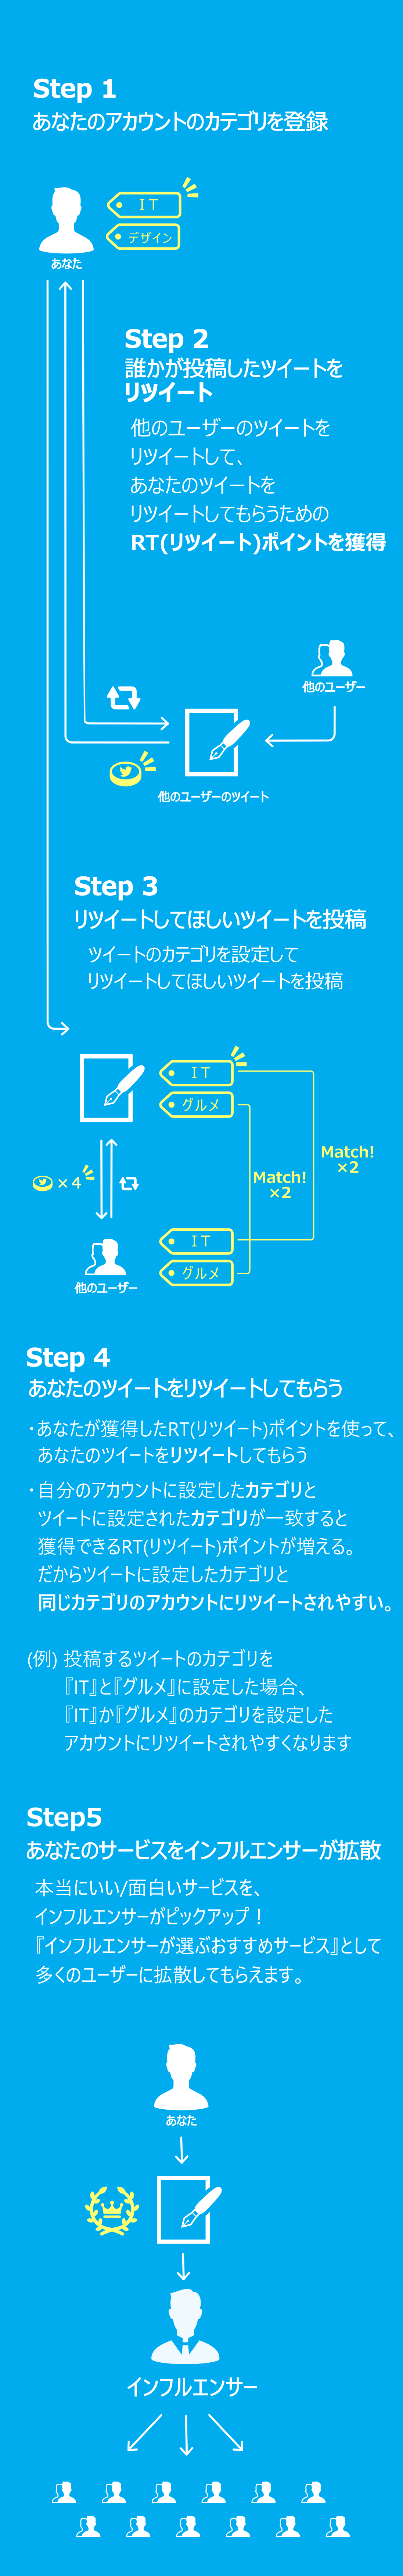 Step 1
あなたのアカウントのカテゴリを登録
IT
デザイン
あなた
Step 2
誰かが投稿したツイートを
リツイート
他のユーザーのツイートを
リツイートして、
あなたのツイートを
リツイートしてもらうための
RT(リツイート)ポイントを獲得
他のユーザー
他のユーザーのツイート
Step 3
リツイートしてほしいツイートを投稿
ツイートのカテゴリを設定して
リツイートしてほしいツイートを投稿
IT
グルメ
Match!
×2
Match!
×2
×4
IT
グルメ
他のユーザー
Step 4
あなたのツイートをリツイートしてもらう
・あなたが獲得したRT(リツイート)ポイントを使って、
あなたのツイートをリツイートしてもらう
・自分のアカウントに設定したカテゴリと
ツイートに設定されたカテゴリが一致すると
獲得できるRT(リツイート)ポイントが増える。
だからツイートに設定したカテゴリと
同じカテゴリのアカウントにリツイートされやすい。
(例) 投稿するツイートのカテゴリを
『IT』と『グルメ』に設定した場合、
『IT』か『グルメ』のカテゴリを設定した
アカウントにリツイートされやすくなります
Step5
あなたのサービスをインフルエンサーが拡散
本当にいい/面白いサービスを、
インフルエンサーがピックアップ！
『インフルエンサーが選ぶおすすめサービス』として
多くのユーザーに拡散してもらえます。
あなた
インフルエンサー